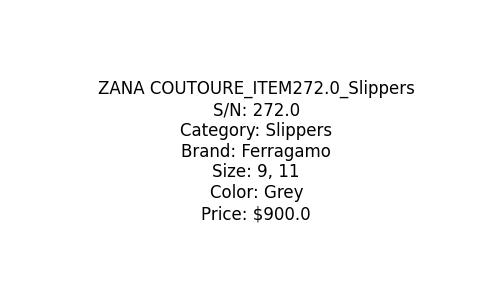 ZANA COUTOURE_ITEM272.0_Slippers
S/N: 272.0
Category: Slippers
Brand: Ferragamo
Size: 9, 11
Color: Grey
Price: $900.0